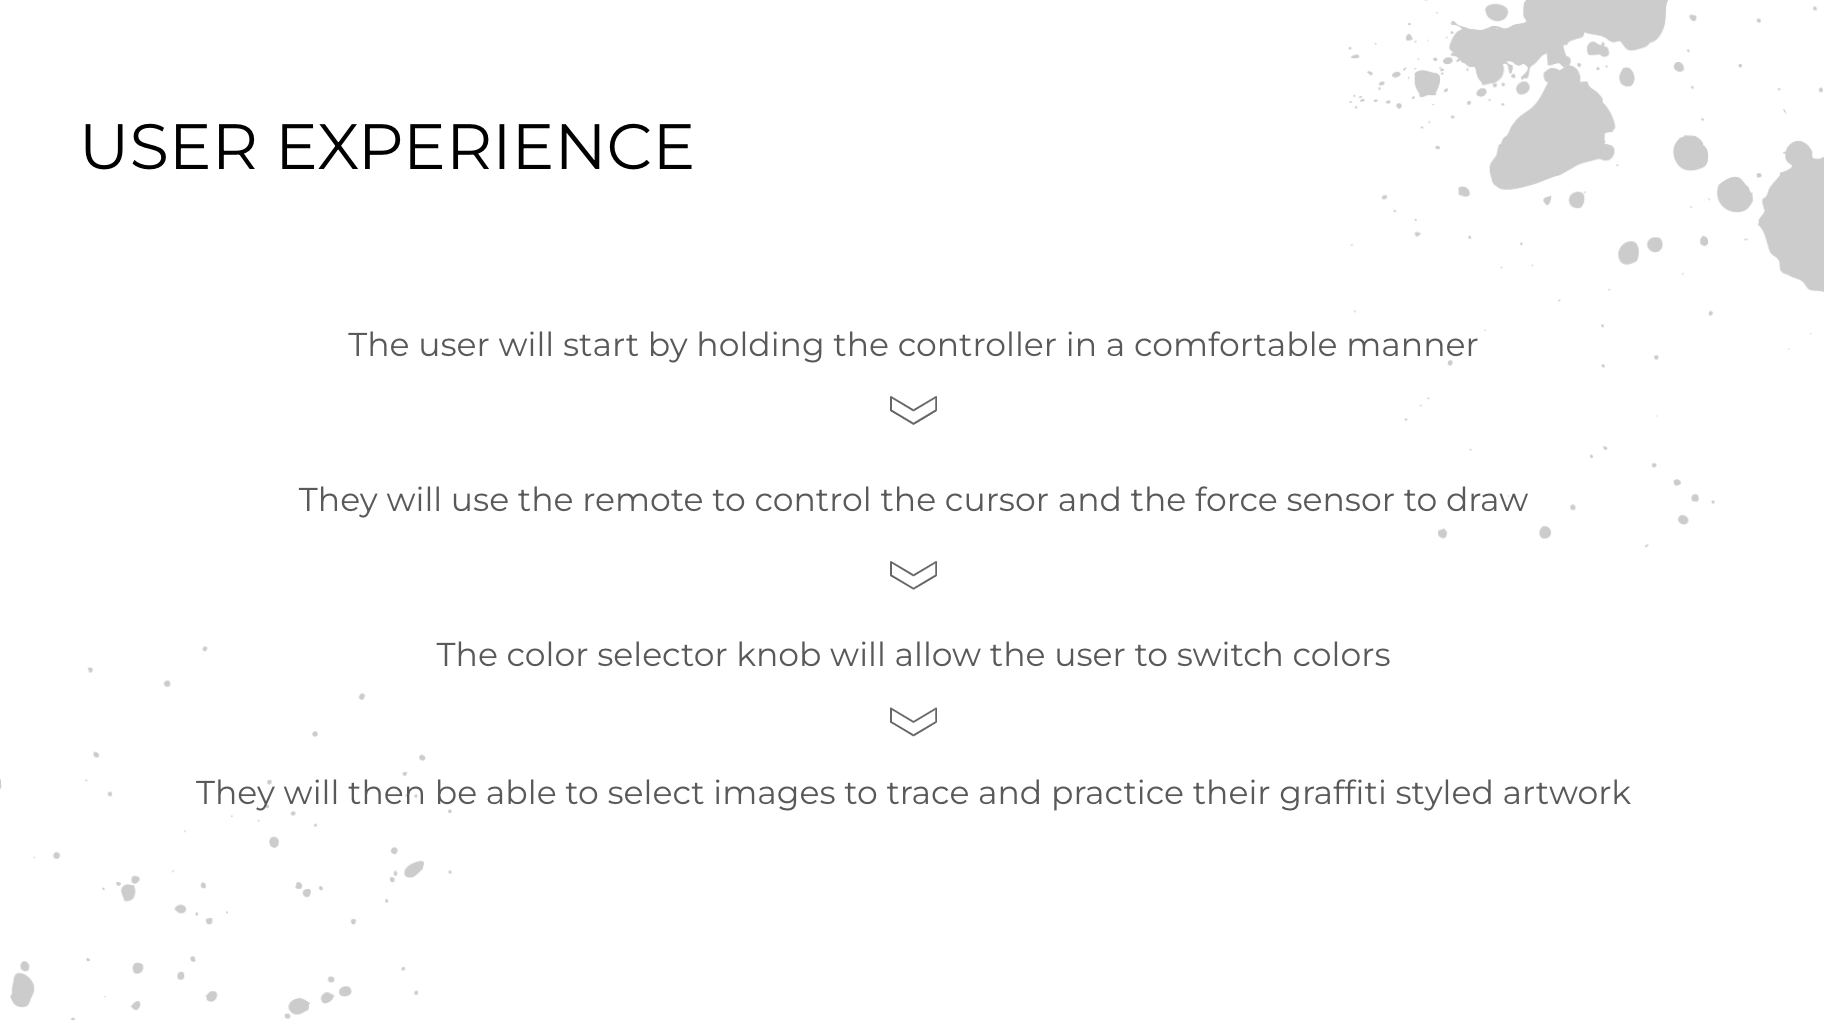 USER EXPERIENCE
The user will start by holding the controller in a comfortable manner
They will use the remote to control the cursor and the force sensor to draw
The color selector knob will allow the user to switch colors
They will then be able to select images to trace and practice their graffiti styled artwork